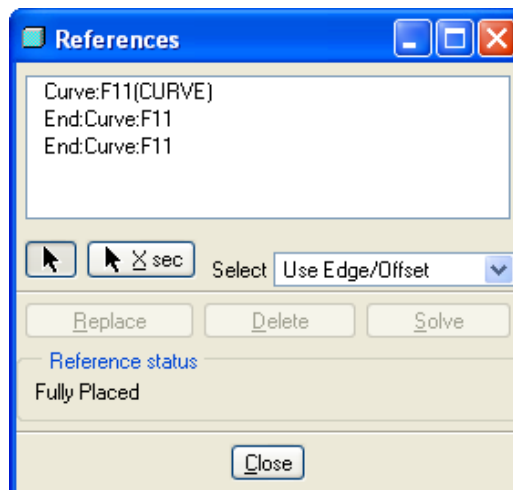 References
Curve:F11(CURVE)
End:Curve:F11
End:Curve:F11
X sec
Select
Use Edge/Offset
Replace
Delete
Solve
Reference status
Fully Placed
Close